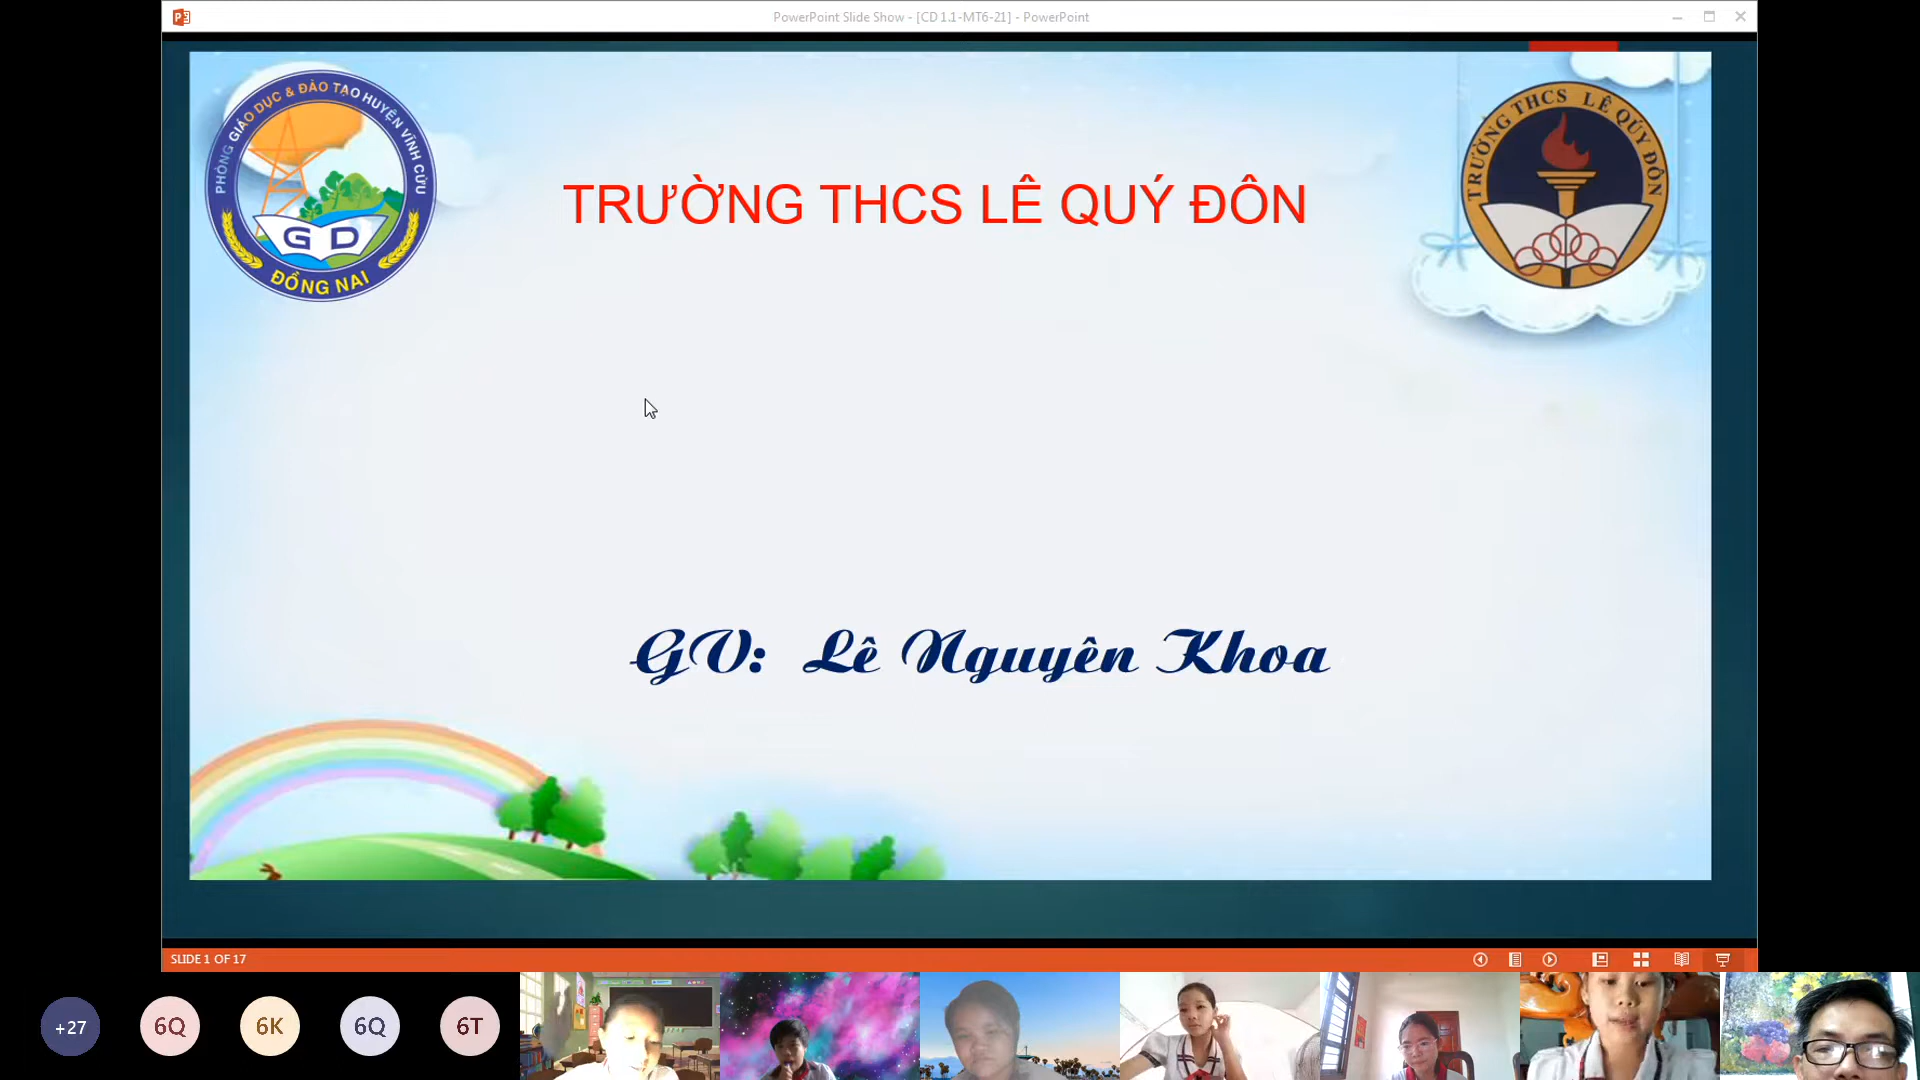 PowerPoint Slide Show - [CD 1.1-MT6-21] - PowerPoint
PHÒNG GIÁO DỤC & ĐÀO TẠO HUYỆN VĨNH CỬU
GD
ĐỒNG NAI
TRƯỜNG THCS LÊ QÚY ĐÔN
TRƯỜNG THCS LÊ QUÝ ĐÔN
GV: Lê Nguyên Khoa
SLIDE 1 OF 17
+27
6Q
6K
6Q
6T